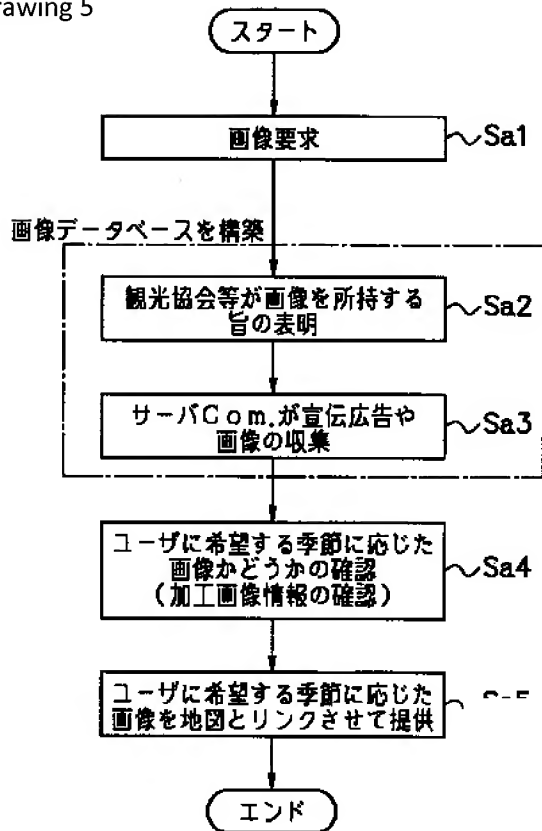 rawing 5
スタート
画像要求
Sa1
画像データベースを構築
観光協会等が画像を所持する
旨の表明
Sa2
サーバCom.が宣伝広告や
画像の収集
Sa3
ユーザに希望する季節に応じた
画像かどうかの確認
(加工画像情報の確認)
Sa4
ユーザに希望する季節に応じた
画像を地図とリンクさせて提供
エンド